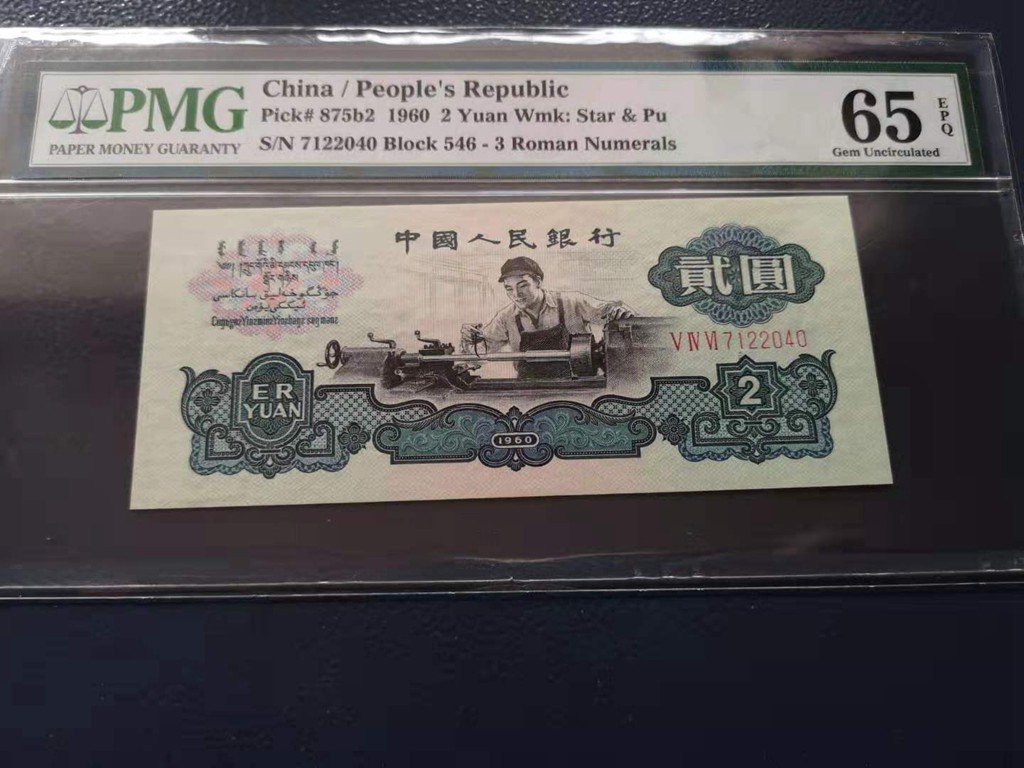 PMG
PAPER MONEY GUARANTY
China / People's Republic
Pick# 875b2 1960 2 Yuan Wmk: Star & Pu
S/N 7122040 Block 546 - 3 Roman Numerals
65 EPQ
Gem Uncirculated
中國人民銀行
貳圓
V IV VI 7122040
ER
YUAN
1960
2